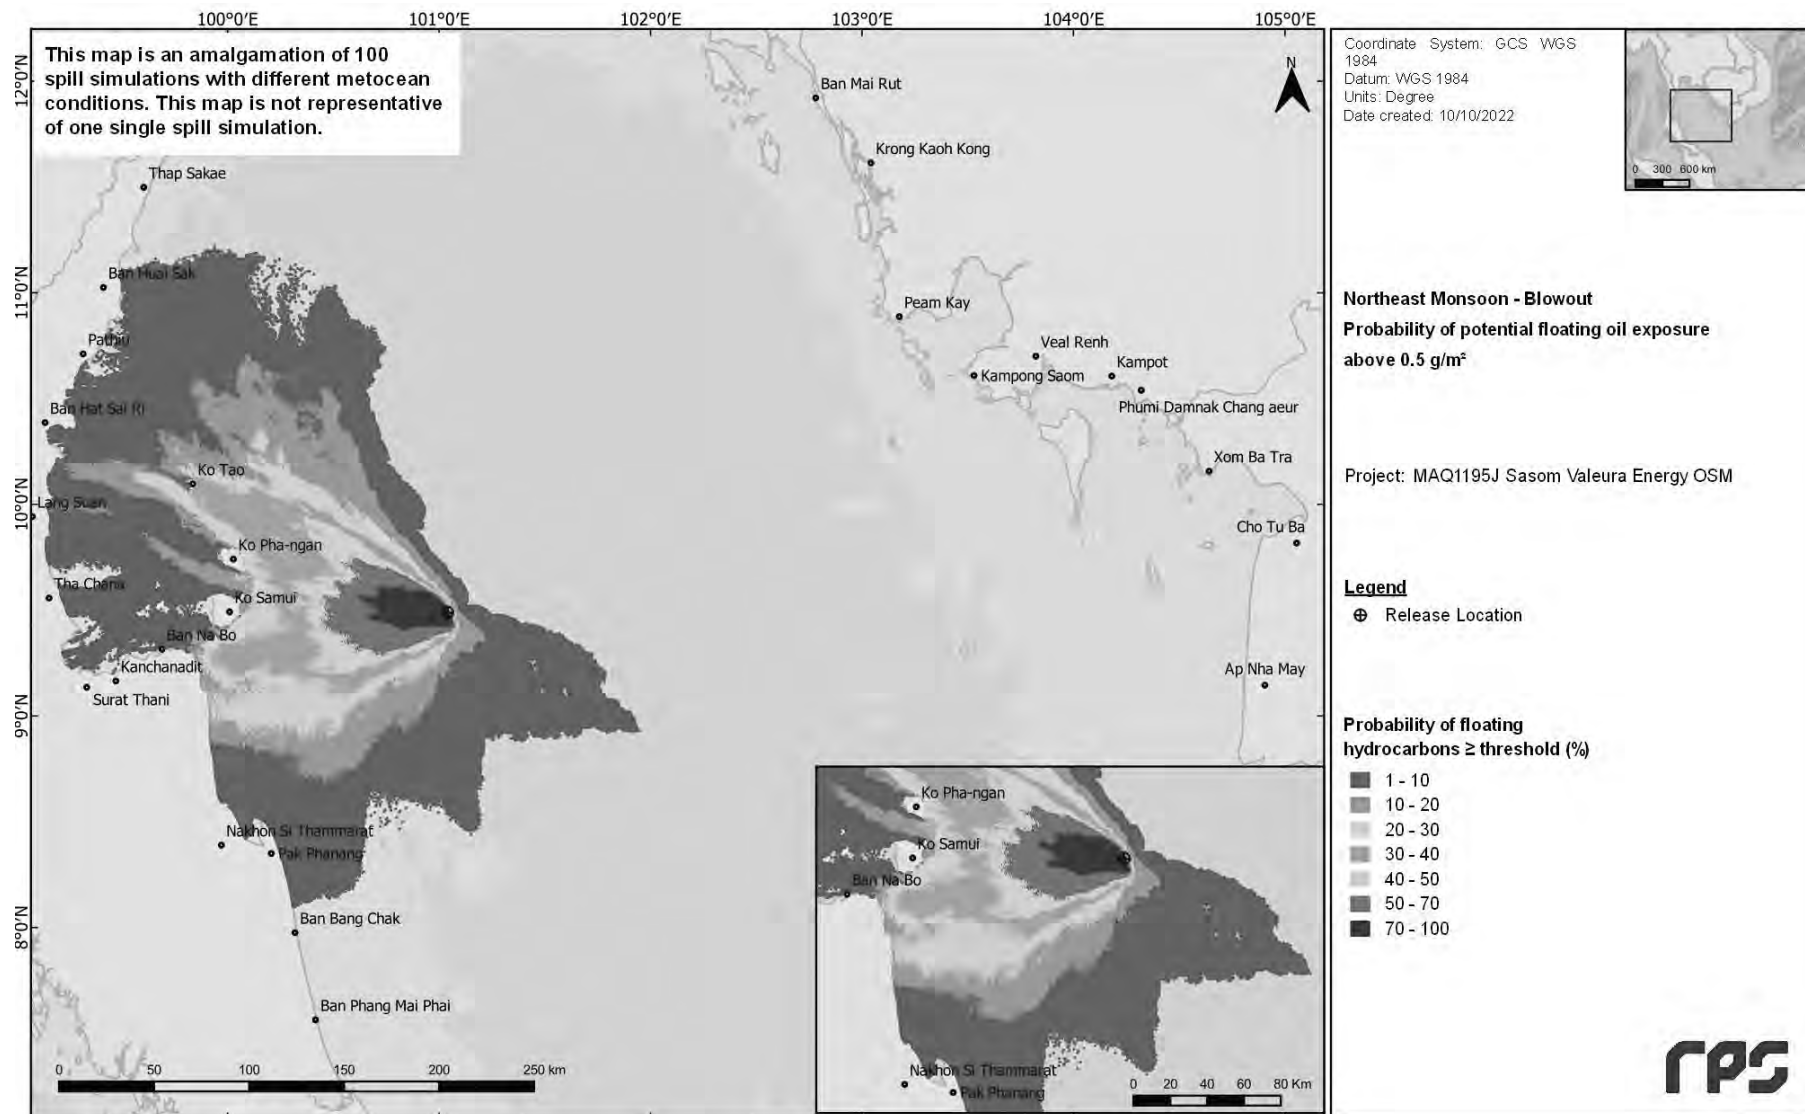 100°0'E 101°0'E 102°0'E 103°0'E 104°0'E 105°0'E
This map is an amalgamation of 100
spill simulations with different metocean
conditions. This map is not representative
of one single spill simulation.
12°0'N
11°0'N
10°0'N
9°0'N
8°0'N
N
Ban Mai Rut
Krong Kaoh Kong
Thap Sakae
Ban Huai Sak
Peam Kay
Pathiu
Veal Renh
Kampot
Kampong Saom
Phumi Damnak Chang aeur
Ban Hat Sai Ri
Xom Ba Tra
Ko Tao
Lang Suan
Cho Tu Ba
Ko Pha-ngan
Tha Chana
Ko Samui
Ban Na Bo
Kanchanadit
Surat Thani
Ap Nha May
Nakhon Si Thammarat
Pak Phanang
Ban Bang Chak
Ban Phang Mai Phai
0 50 100 150 200 250 km
Ko Pha-ngan
Ko Samui
Ban Na Bo
Nakhon Si Thammarat
Pak Phanang
0 20 40 60 80 Km
Coordinate System: GCS WGS
1984
Datum: WGS 1984
Units: Degree
Date created: 10/10/2022
0 300 600 km
Northeast Monsoon - Blowout
Probability of potential floating oil exposure
above 0.5 g/m²
Project: MAQ1195J Sasom Valeura Energy OSM
Legend
Release Location
Probability of floating
hydrocarbons ≥ threshold (%)
1 - 10
10 - 20
20 - 30
30 - 40
40 - 50
50 - 70
70 - 100
rps